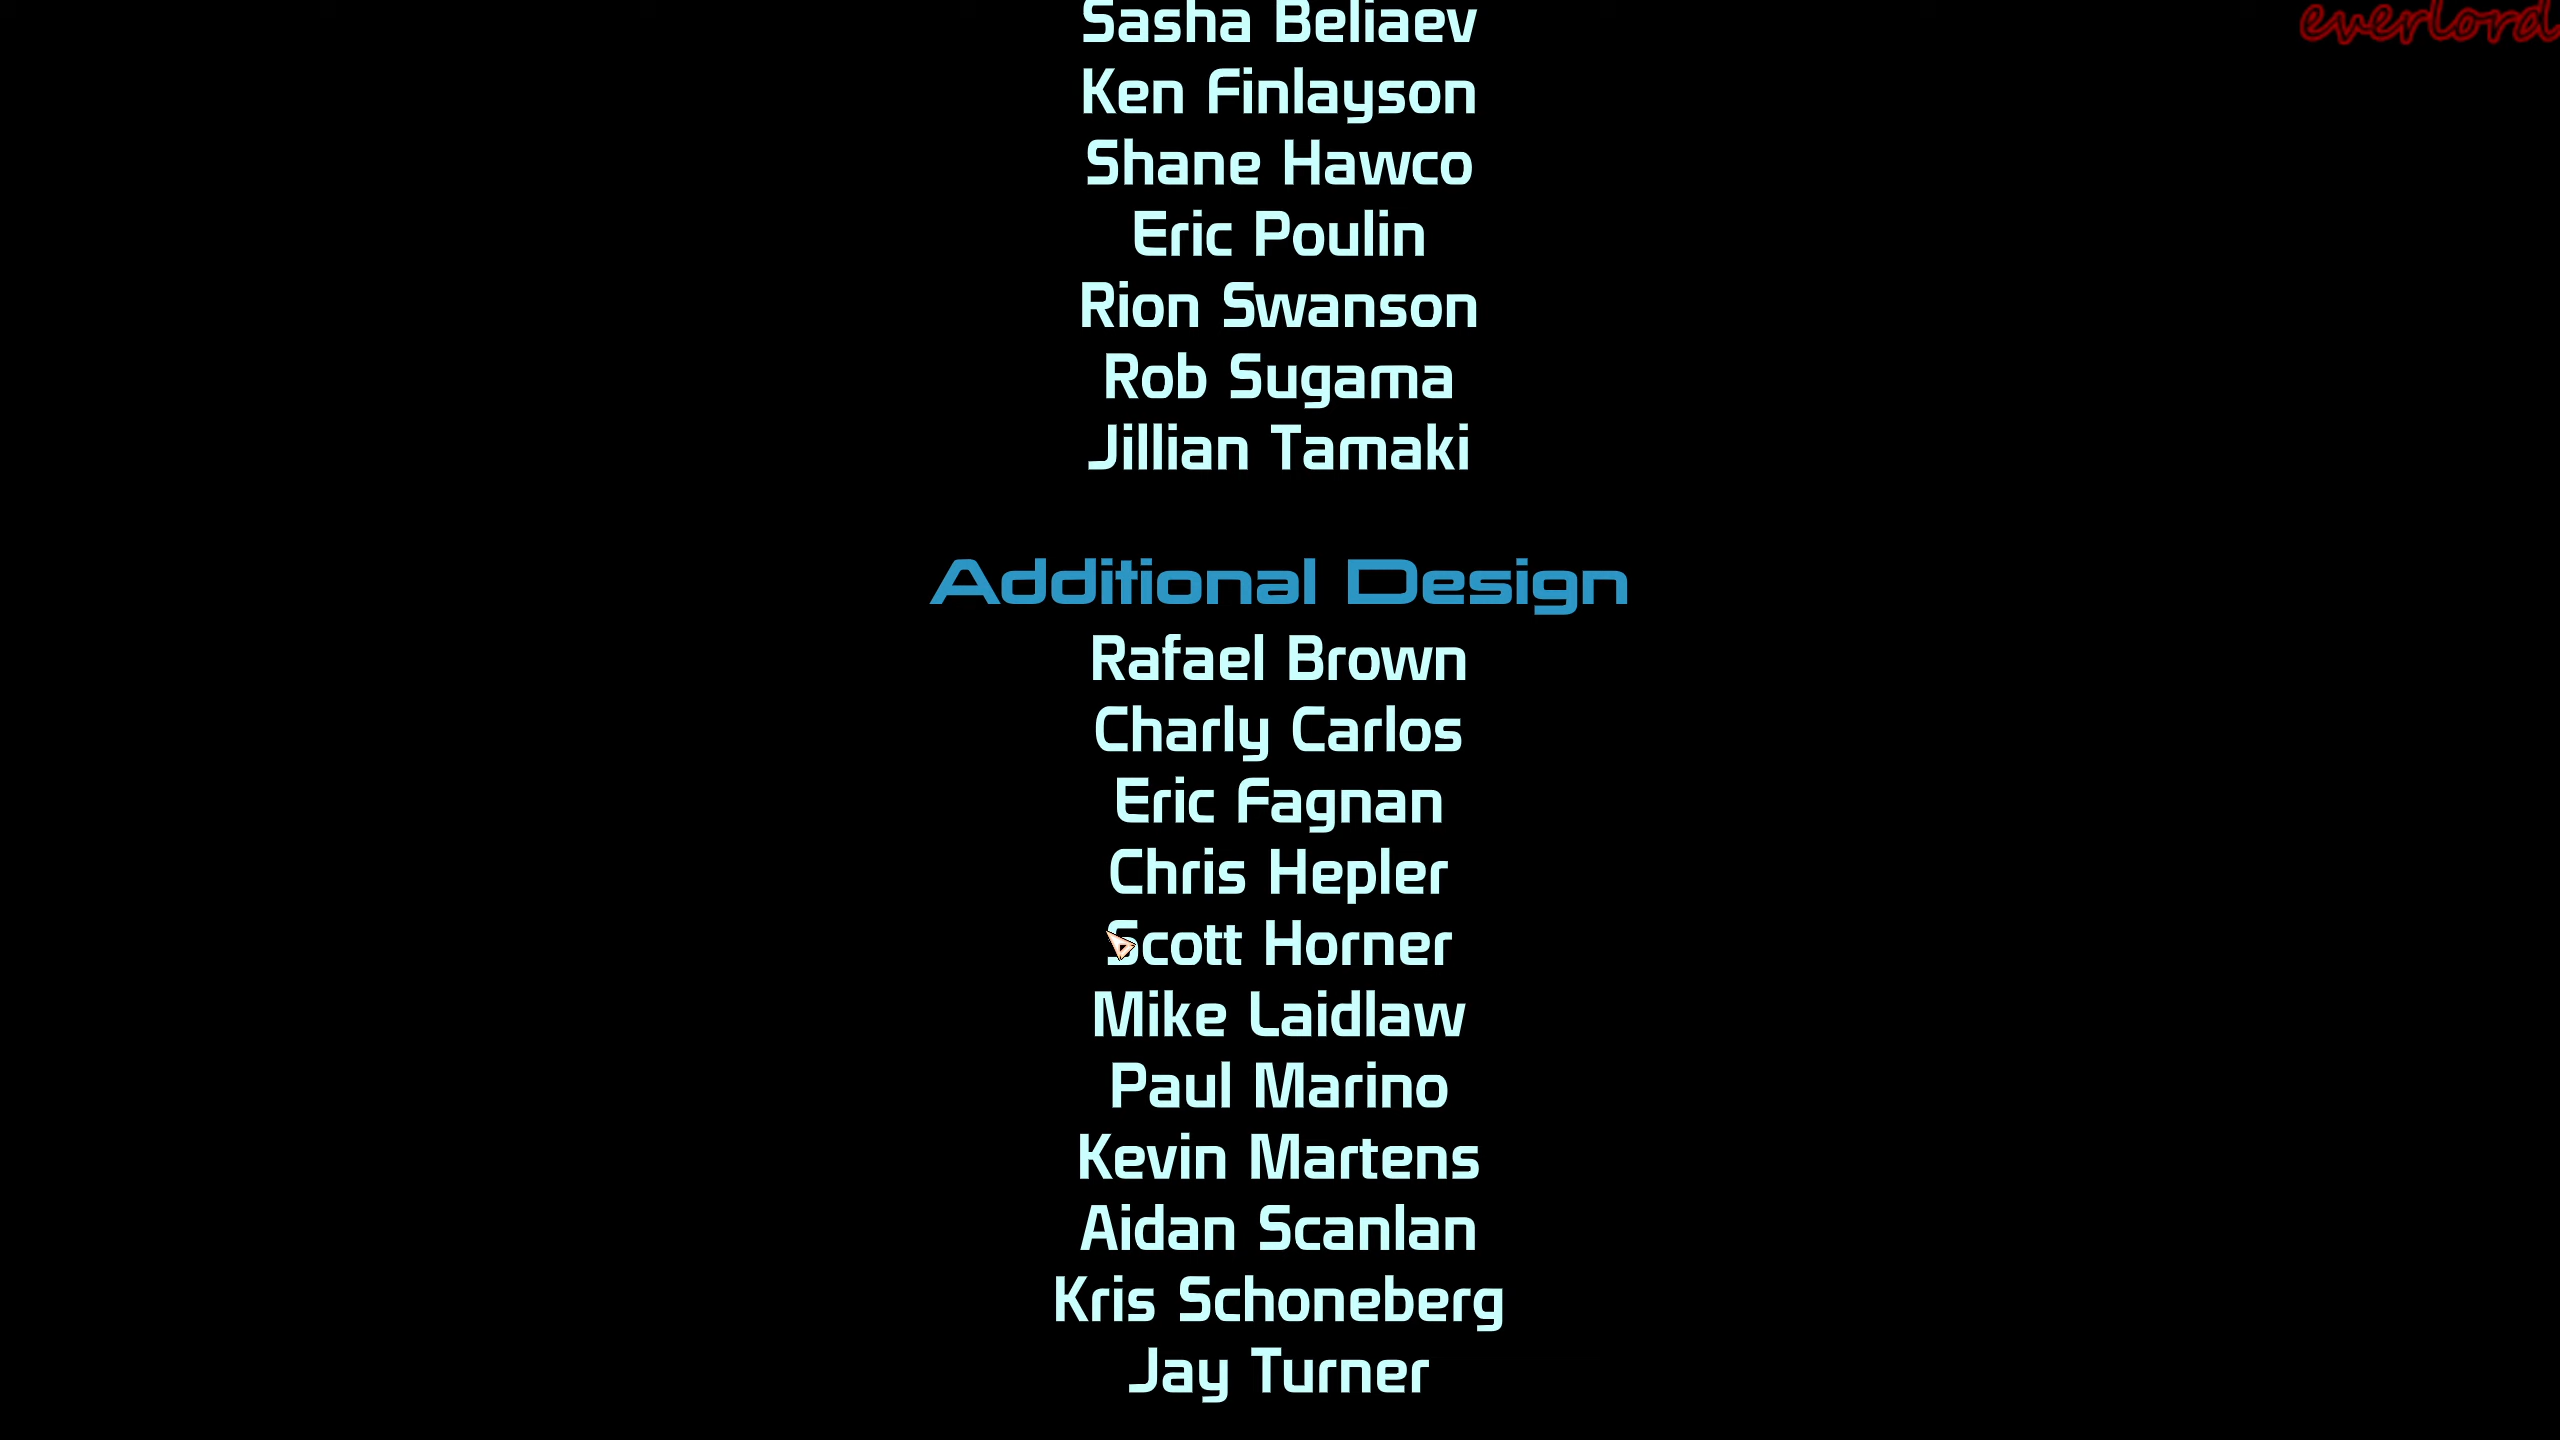 everlord
Sasha Beliaev
Ken Finlayson
Shane Hawco
Eric Poulin
Rion Swanson
Rob Sugama
Jillian Tamaki
Additional Design
Rafael Brown
Charly Carlos
Eric Fagnan
Chris Hepler
Scott Horner
Mike Laidlaw
Paul Marino
Kevin Martens
Aidan Scanlan
Kris Schoneberg
Jay Turner